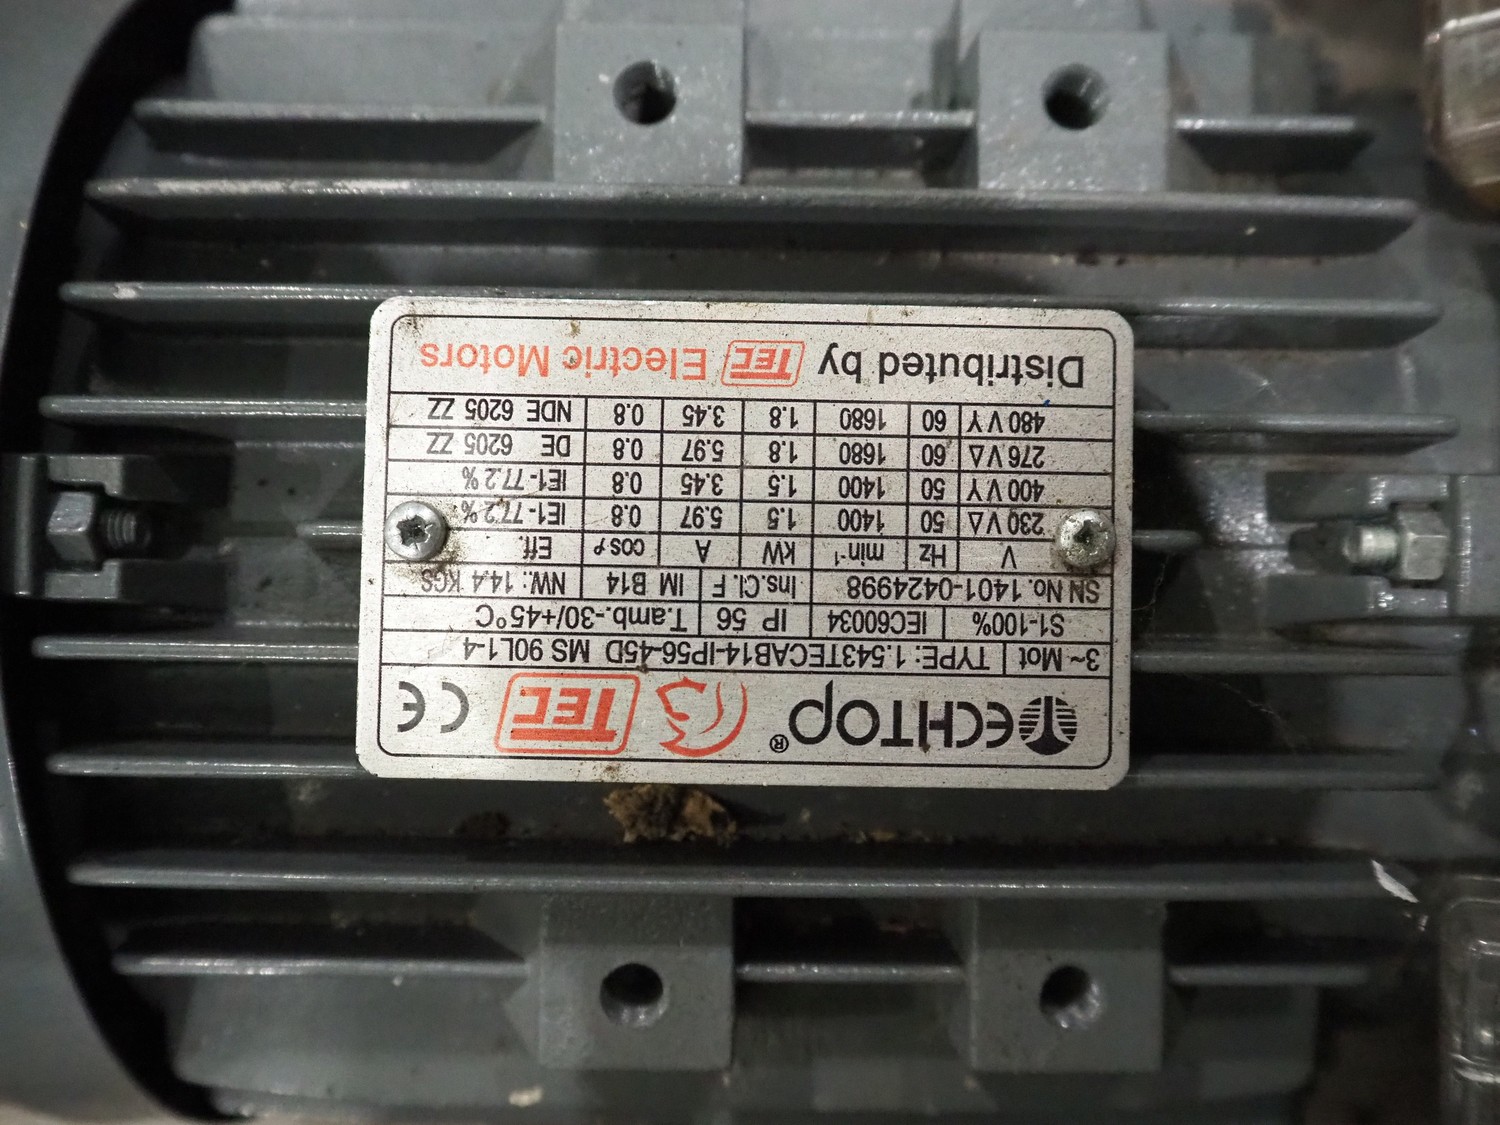 TECHTOP® TEC CE
3~Mot TYPE: 1.543TECAB14-IP56-45D MS 90L1-4
S1-100% IEC60034 IP 56 T.amb.-30/+45°C
SN No. 1401-0424998 Ins.Cl. F IM B14 NW.: 14.4 KGS
V Hz min⁻¹ kW A cosφ Eff.
230 V Δ 50 1400 1.5 5.97 0.8 IE1-77.2 %
400 V Y 50 1400 1.5 3.45 0.8 IE1-77.2 %
276 V Δ 60 1680 1.8 5.97 0.8 DE 6205 ZZ
480 V Y 60 1680 1.8 3.45 0.8 NDE 6205 ZZ
Distributed by TEC Electric Motors